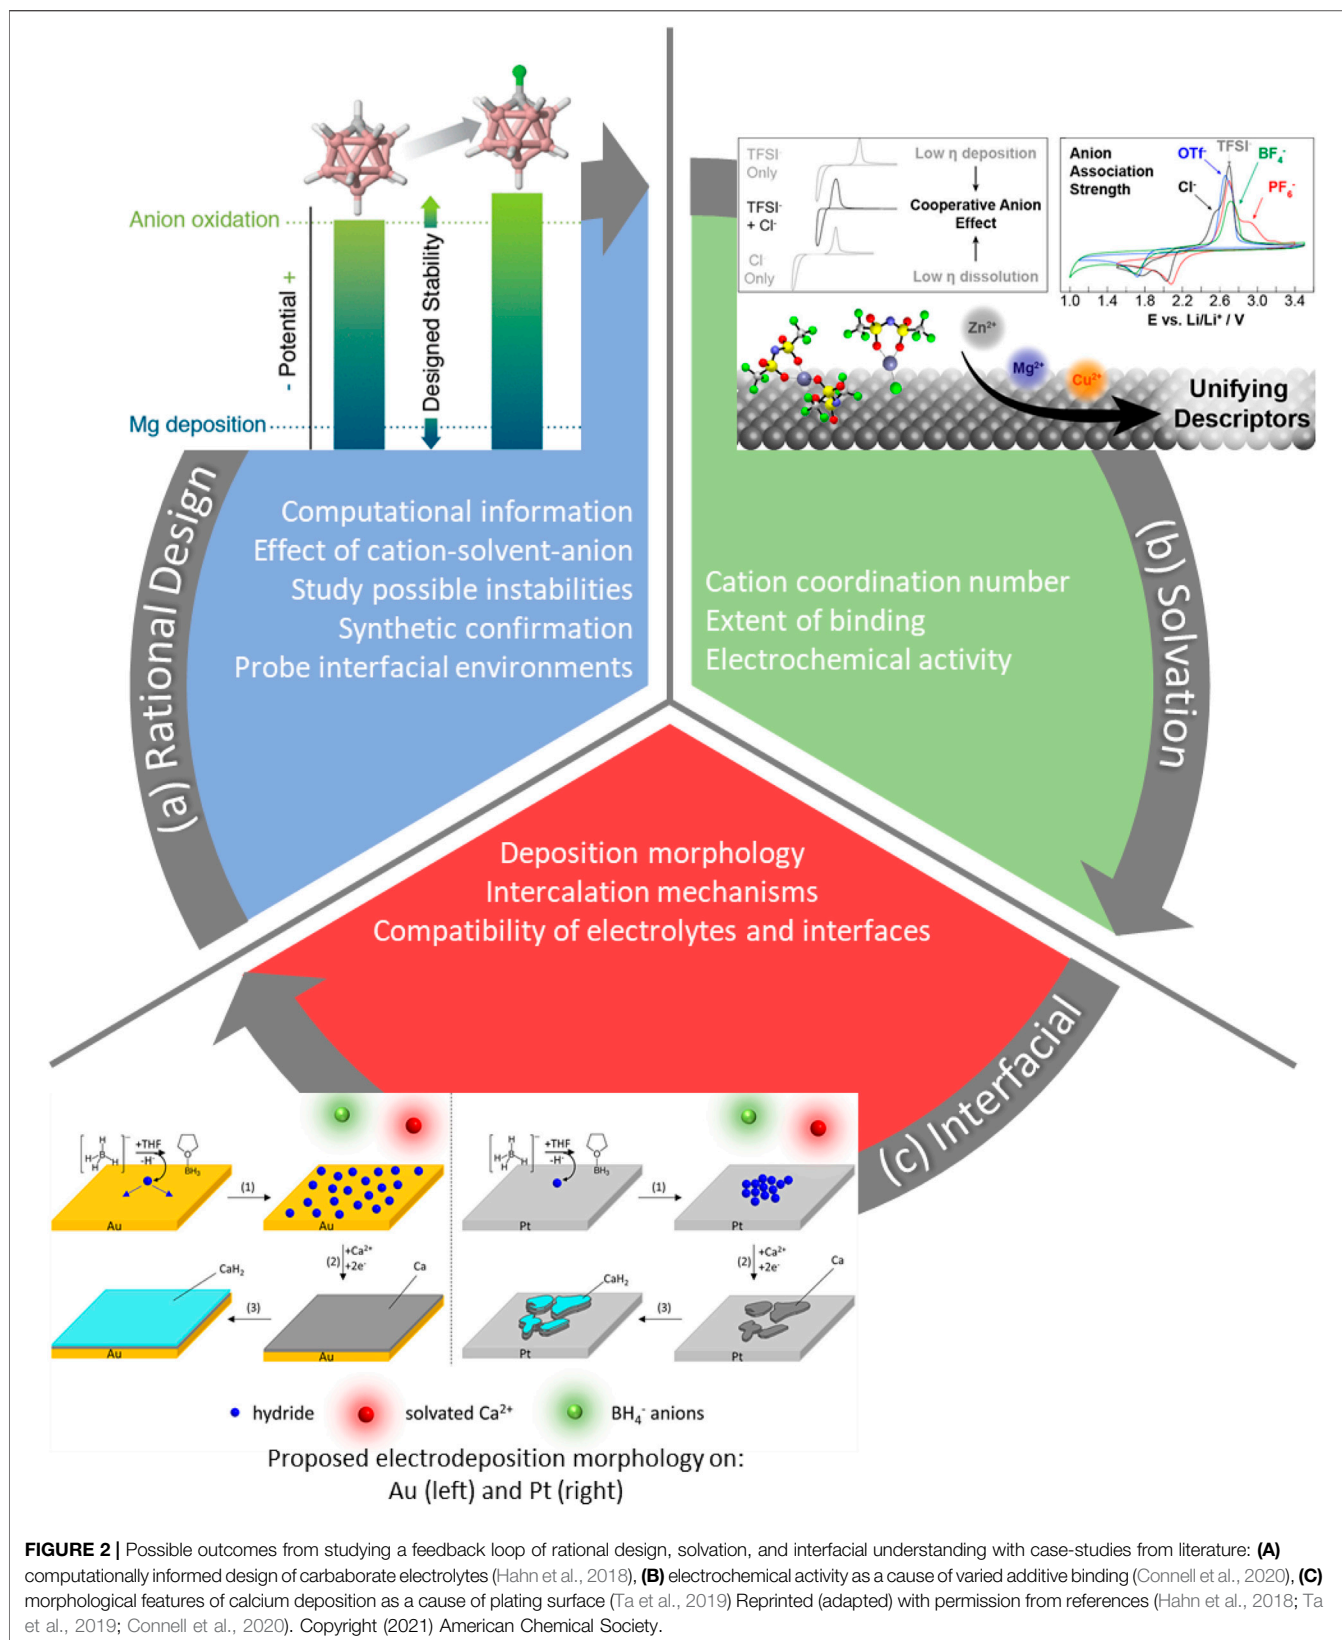 Anion oxidation
- Potential +
Designed Stability
Mg deposition
(a) Rational Design
Computational information
Effect of cation-solvent-anion
Study possible instabilities
Synthetic confirmation
Probe interfacial environments
TFSI⁻
Only
TFSI⁻
+ Cl⁻
Cl⁻
Only
Low η deposition
Cooperative Anion
Effect
Low η dissolution
Anion
Association
Strength
OTf⁻
TFSI⁻
BF₄⁻
Cl⁻
PF₆⁻
1.0 1.4 1.8 2.2 2.6 3.0 3.4
E vs. Li/Li⁺ / V
Zn²⁺
Mg²⁺
Cu²⁺
Unifying
Descriptors
(b) Solvation
Cation coordination number
Extent of binding
Electrochemical activity
Deposition morphology
Intercalation mechanisms
Compatibility of electrolytes and interfaces
(c) Interfacial
H
H B H
H
−
+THF
-H⁻
O
BH₃
Au
(1)
Au
(2)
+Ca²⁺
+2e⁻
Ca
Au
(3)
CaH₂
Au
H
H B H
H
−
+THF
-H⁻
O
BH₃
Pt
(1)
Pt
(2)
+Ca²⁺
+2e⁻
Ca
Pt
(3)
CaH₂
Pt
hydride solvated Ca²⁺ BH₄⁻ anions
Proposed electrodeposition morphology on:
Au (left) and Pt (right)
FIGURE 2 | Possible outcomes from studying a feedback loop of rational design, solvation, and interfacial understanding with case-studies from literature: (A)
computationally informed design of carbaborate electrolytes (Hahn et al., 2018), (B) electrochemical activity as a cause of varied additive binding (Connell et al., 2020), (C)
morphological features of calcium deposition as a cause of plating surface (Ta et al., 2019) Reprinted (adapted) with permission from references (Hahn et al., 2018; Ta
et al., 2019; Connell et al., 2020). Copyright (2021) American Chemical Society.